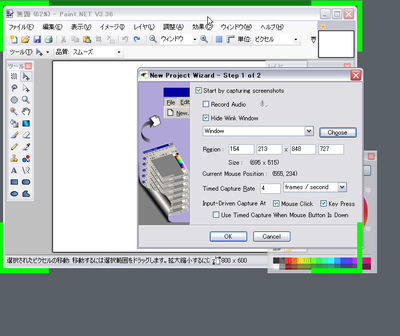 無題 (62%) - Paint.NET V3.36
ファイル(F) 編集(E) 表示(V) イメージ(I) レイヤ(L) 調整(A) 効果(C) ウィンドウ(W) ヘルプ(H)
ウィンドウ 単位: ピクセル
ツール(T): 品質: スムーズ
ツール
New Project Wizard - Step 1 of 2
File Edi
New
Start by capturing screenshots
Record Audio
Hide Wink Window
Window
Choose
Region : 154 213 x 848 727
Size : (695 x 515)
Current Mouse Position : (555, 234)
Timed Capture Rate 4 frames / second
Input-Driven Capture At Mouse Click Key Press
Use Timed Capture When Mouse Button Is Down
OK Cancel
選択されたピクセルの移動: 移動するには選択範囲をドラッグします。拡大縮小するに 800 x 600